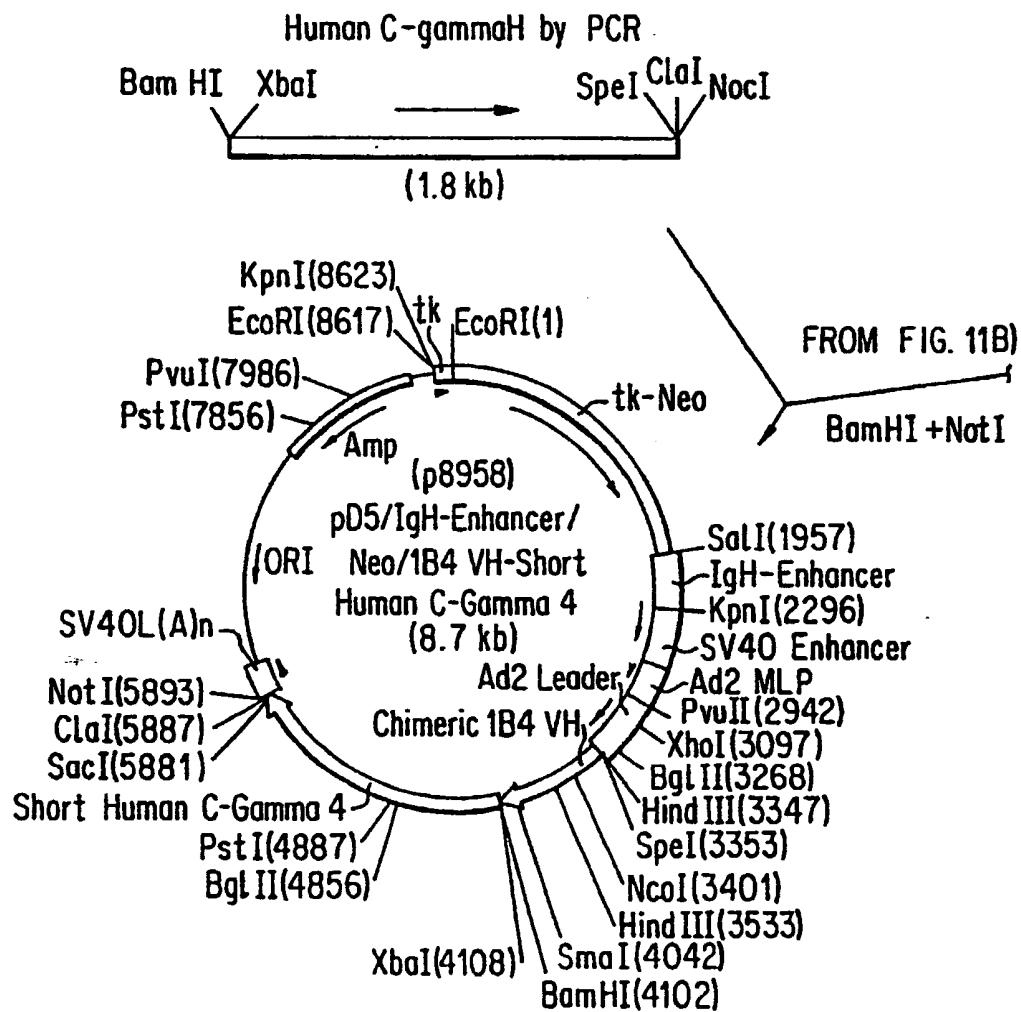 Human C-gammaH by PCR
Bam HI
XbaI
SpeI
ClaI
NocI
(1.8 kb)
KpnI(8623)
tk
EcoRI(8617)
EcoRI(1)
FROM FIG. 11B)
PvuI(7986)
PstI(7856)
tk-Neo
BamHI +NotI
Amp
(p8958)
pD5/IgH-Enhancer/
Neo/1B4 VH-Short
Human C-Gamma 4
(8.7 kb)
ORI
SalI(1957)
IgH-Enhancer
KpnI(2296)
SV40 Enhancer
SV40L(A)n
Ad2 Leader
Ad2 MLP
NotI(5893)
PvuII(2942)
ClaI(5887)
Chimeric 1B4 VH
XhoI(3097)
SacI(5881)
BglII(3268)
Short Human C-Gamma 4
HindIII(3347)
PstI(4887)
SpeI(3353)
BglII(4856)
NcoI(3401)
HindIII(3533)
XbaI(4108)
SmaI(4042)
BamHI(4102)